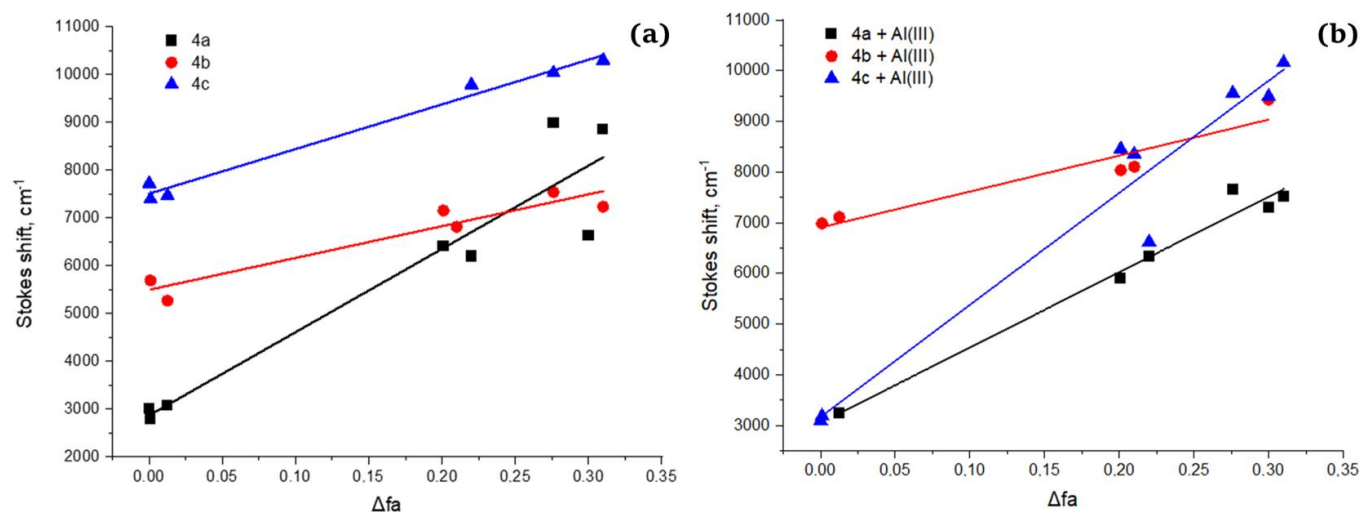 (a)
4a
4b
4c
Stokes shift, cm-1
11000
10000
9000
8000
7000
6000
5000
4000
3000
2000
0.00
0.05
0.10
0.15
0.20
0.25
0.30
0.35
Δfa
(b)
4a + Al(III)
4b + Al(III)
4c + Al(III)
Stokes shift, cm-1
11000
10000
9000
8000
7000
6000
5000
4000
3000
0.00
0,05
0,10
0,15
0,20
0,25
0,30
0,35
Δfa